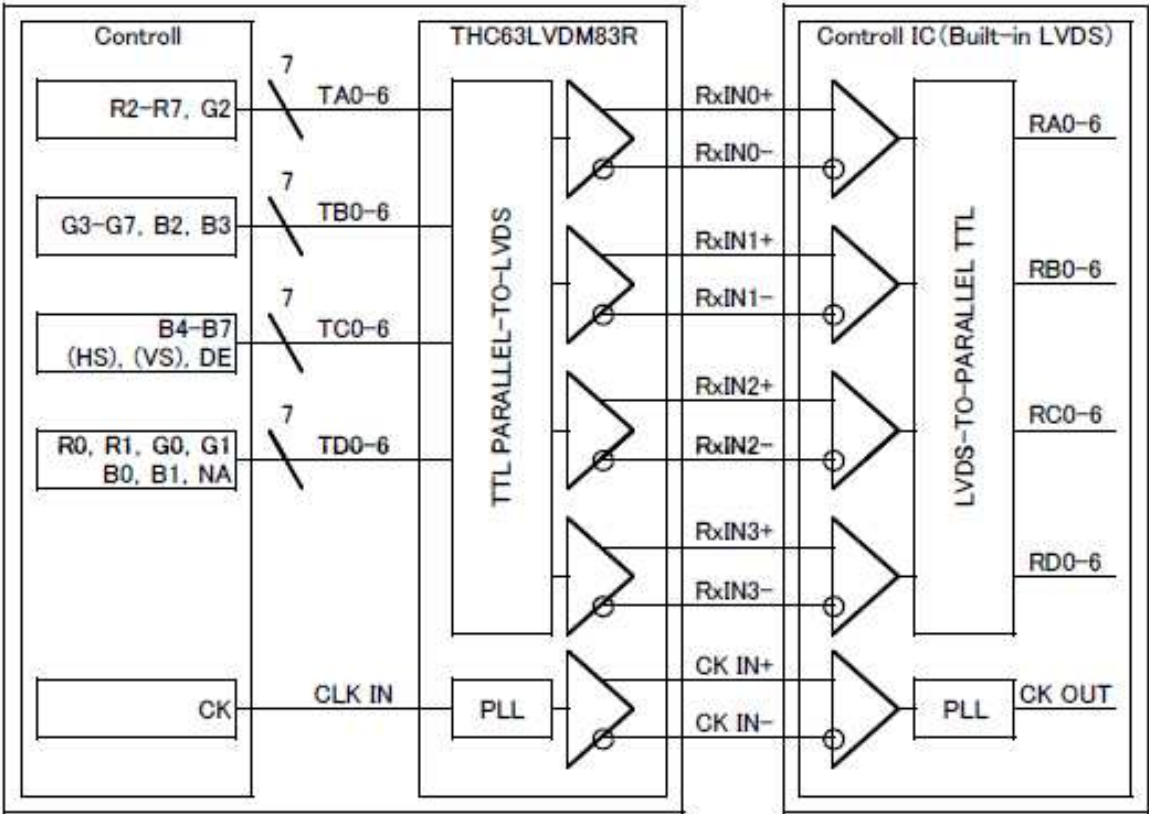 Controll
THC63LVDM83R
Controll IC(Built-in LVDS)
R2-R7, G2
7
TA0-6
RxIN0+
RxIN0-
RA0-6
G3-G7, B2, B3
7
TB0-6
RxIN1+
RxIN1-
RB0-6
B4-B7
(HS), (VS), DE
7
TC0-6
RxIN2+
RxIN2-
RC0-6
R0, R1, G0, G1
B0, B1, NA
7
TD0-6
RxIN3+
RxIN3-
RD0-6
TTL PARALLEL-TO-LVDS
LVDS-TO-PARALLEL TTL
CK
CLK IN
PLL
CK IN+
CK IN-
PLL
CK OUT